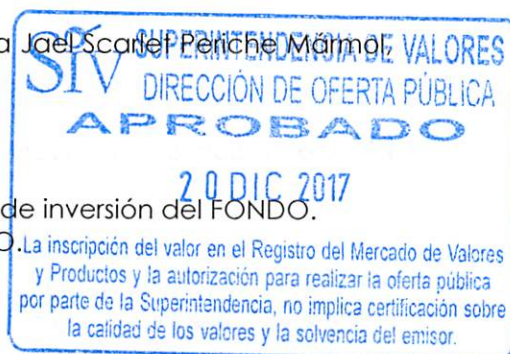 a Jael Scarlet Periche Mármol,
SIV SUPERINTENDENCIA DE VALORES
DIRECCIÓN DE OFERTA PÚBLICA
APROBADO
20 DIC 2017
de inversión del FONDO.
O.
La inscripción del valor en el Registro del Mercado de Valores
y Productos y la autorización para realizar la oferta pública
por parte de la Superintendencia, no implica certificación sobre
la calidad de los valores y la solvencia del emisor.